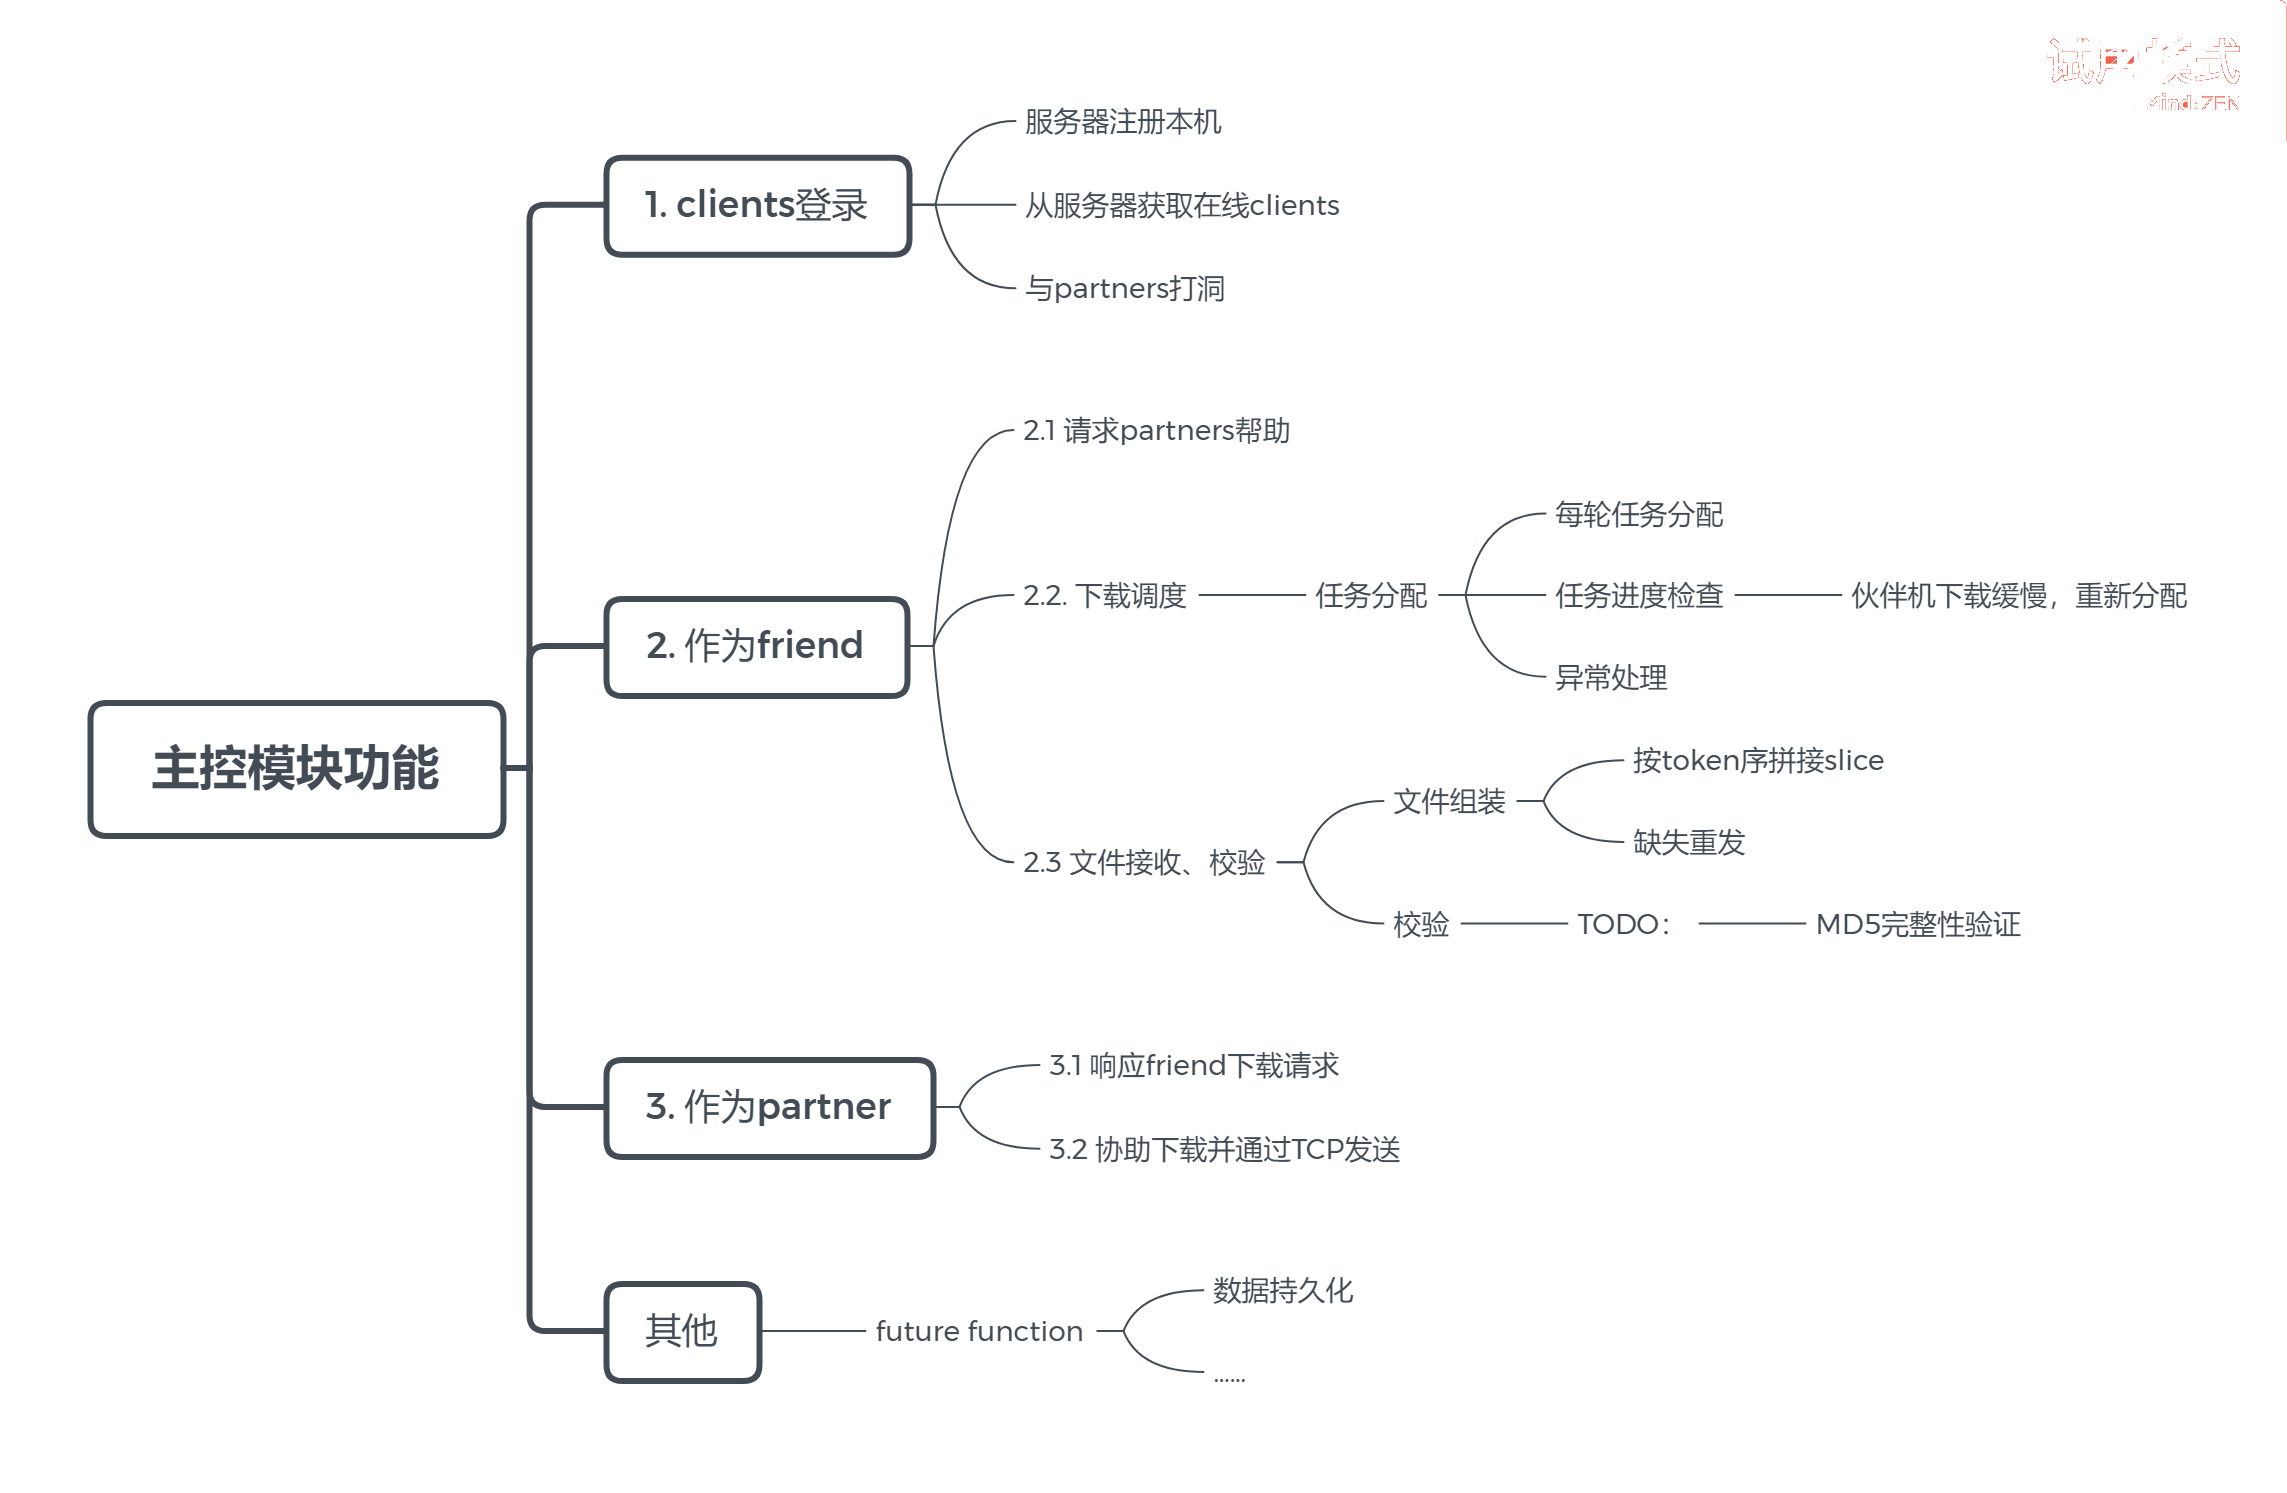 试用模式
主控模块功能
1. clients登录
服务器注册本机
从服务器获取在线clients
与partners打洞
2. 作为friend
2.1 请求partners帮助
2.2. 下载调度
任务分配
每轮任务分配
任务进度检查
伙伴机下载缓慢，重新分配
异常处理
2.3 文件接收、校验
文件组装
按token序拼接slice
缺失重发
校验
TODO：
MD5完整性验证
3. 作为partner
3.1 响应friend下载请求
3.2 协助下载并通过TCP发送
其他
future function
数据持久化
......